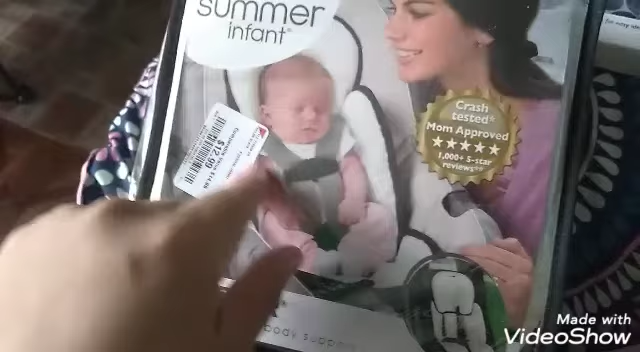 summer
infant®
Crash
tested*
Mom Approved
★★★★★
1,000+ 5-star
reviews**
$12.99
body support
Made with
VideoShow